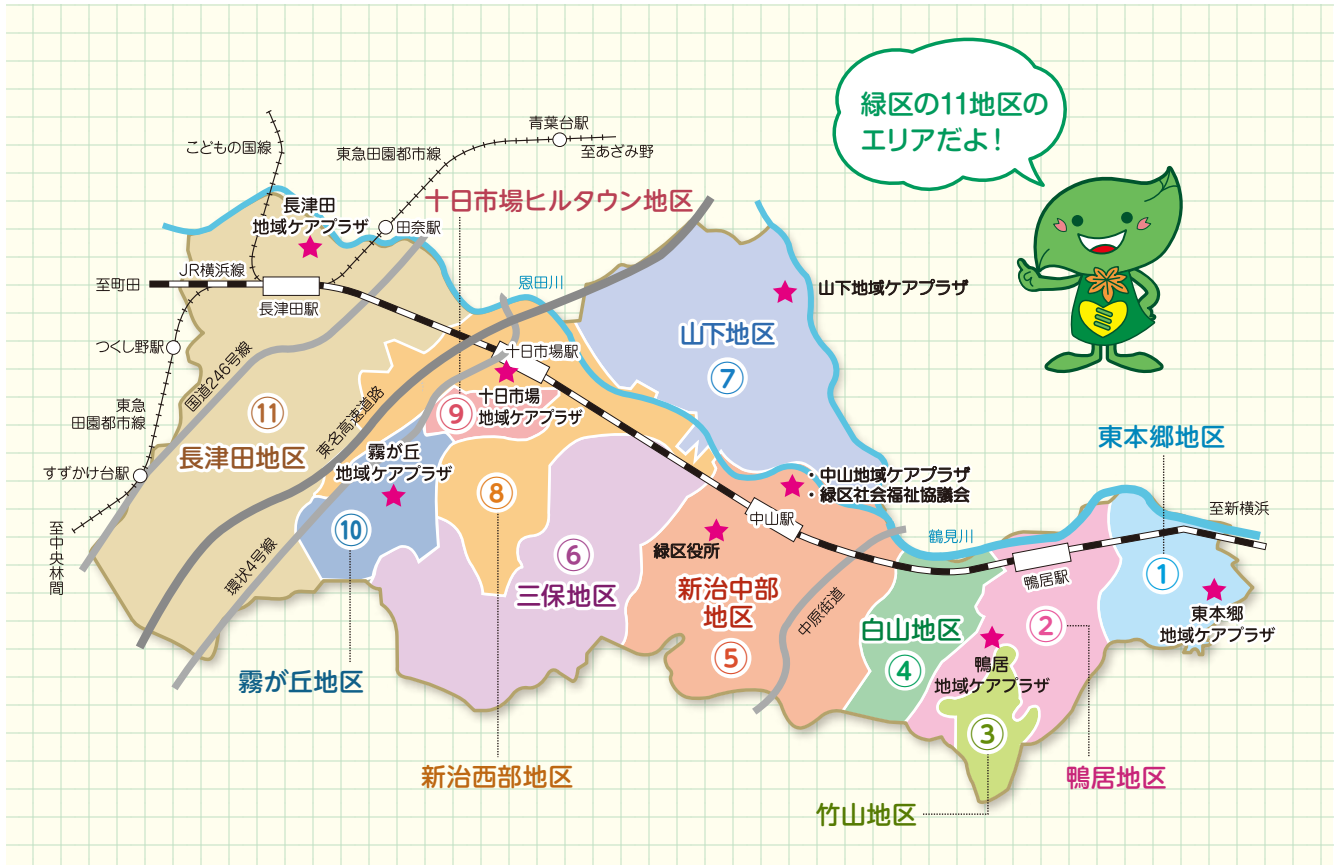 緑区の11地区の
エリアだよ！
青葉台駅
至あざみ野
こどもの国線
東急田園都市線
十日市場ヒルタウン地区
長津田
地域ケアプラザ
田奈駅
JR横浜線
至町田
長津田駅
恩田川
山下地域ケアプラザ
山下地区
⑦
つくし野駅
国道246号線
十日市場駅
十日市場
地域ケアプラザ
⑨
東急
田園都市線
⑪
長津田地区
東名高速道路
霧が丘
地域ケアプラザ
すずかけ台駅
⑧
・中山地域ケアプラザ
・緑区社会福祉協議会
東本郷地区
至新横浜
至中央林間
⑩
環状4号線
中山駅
緑区役所
鶴見川
⑥
三保地区
新治中部
地区
⑤
中原街道
白山地区
④
鴨居駅
①
東本郷
地域ケアプラザ
②
鴨居
地域ケアプラザ
③
霧が丘地区
新治西部地区
鴨居地区
竹山地区